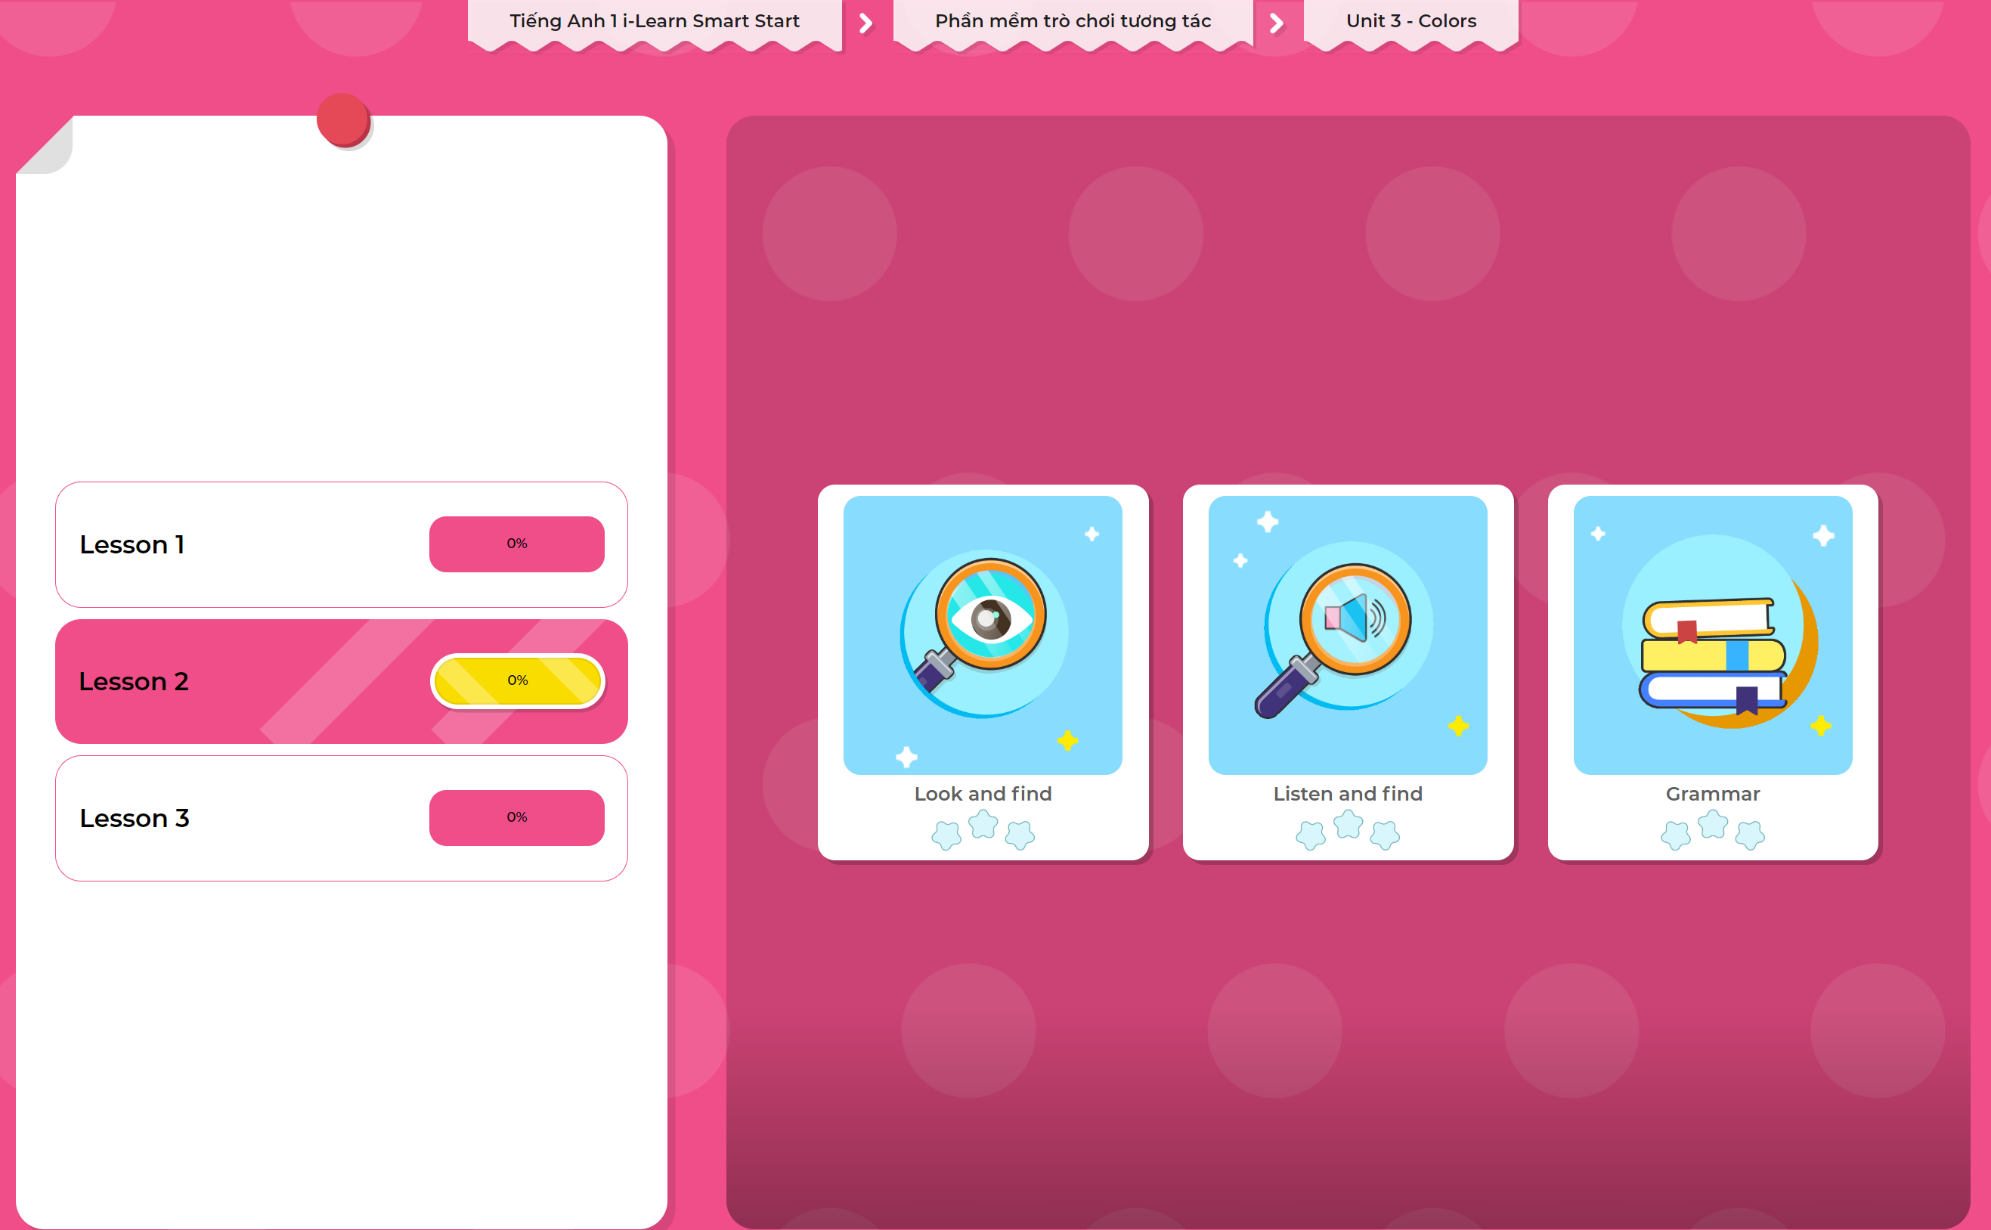 Tiếng Anh 1 i-Learn Smart Start
Phần mềm trò chơi tương tác
Unit 3 - Colors
Lesson 1
0%
Lesson 2
0%
Lesson 3
0%
Look and find
Listen and find
Grammar